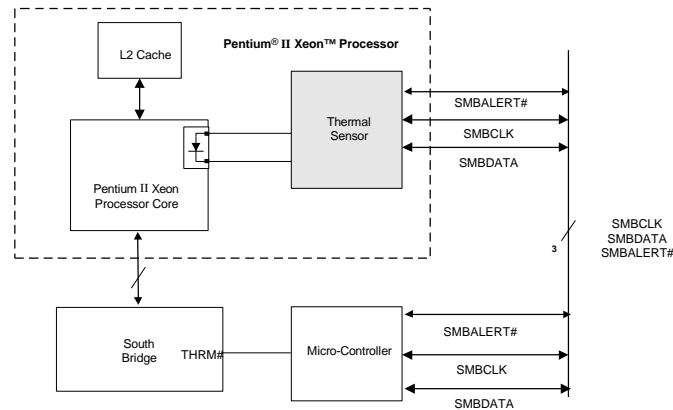 L2 Cache
Pentium® II Xeon™ Processor
Thermal
Sensor
SMBALERT#
SMBCLK
SMBDATA
Pentium II Xeon
Processor Core
3
SMBCLK
SMBDATA
SMBALERT#
South
Bridge
THRM#
Micro-Controller
SMBALERT#
SMBCLK
SMBDATA